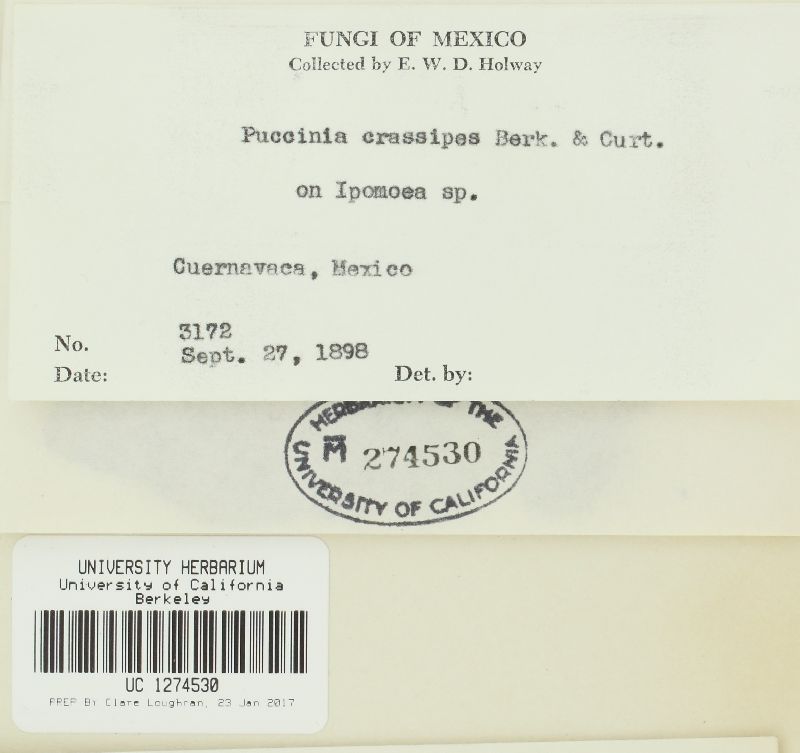 FUNGI OF MEXICO
Collected by E. W. D. Holway
Puccinia crassipes Berk. & Curt.
on Ipomoea sp.
Cuernavaca, Mexico
No. 3172
Date: Sept. 27, 1898
Det. by:
HERBARIUM OF THE
M 274530
UNIVERSITY OF CALIFORNIA
UNIVERSITY HERBARIUM
University of California
Berkeley
UC 1274530
PREP BY Clare Loughran, 23 Jan 2017